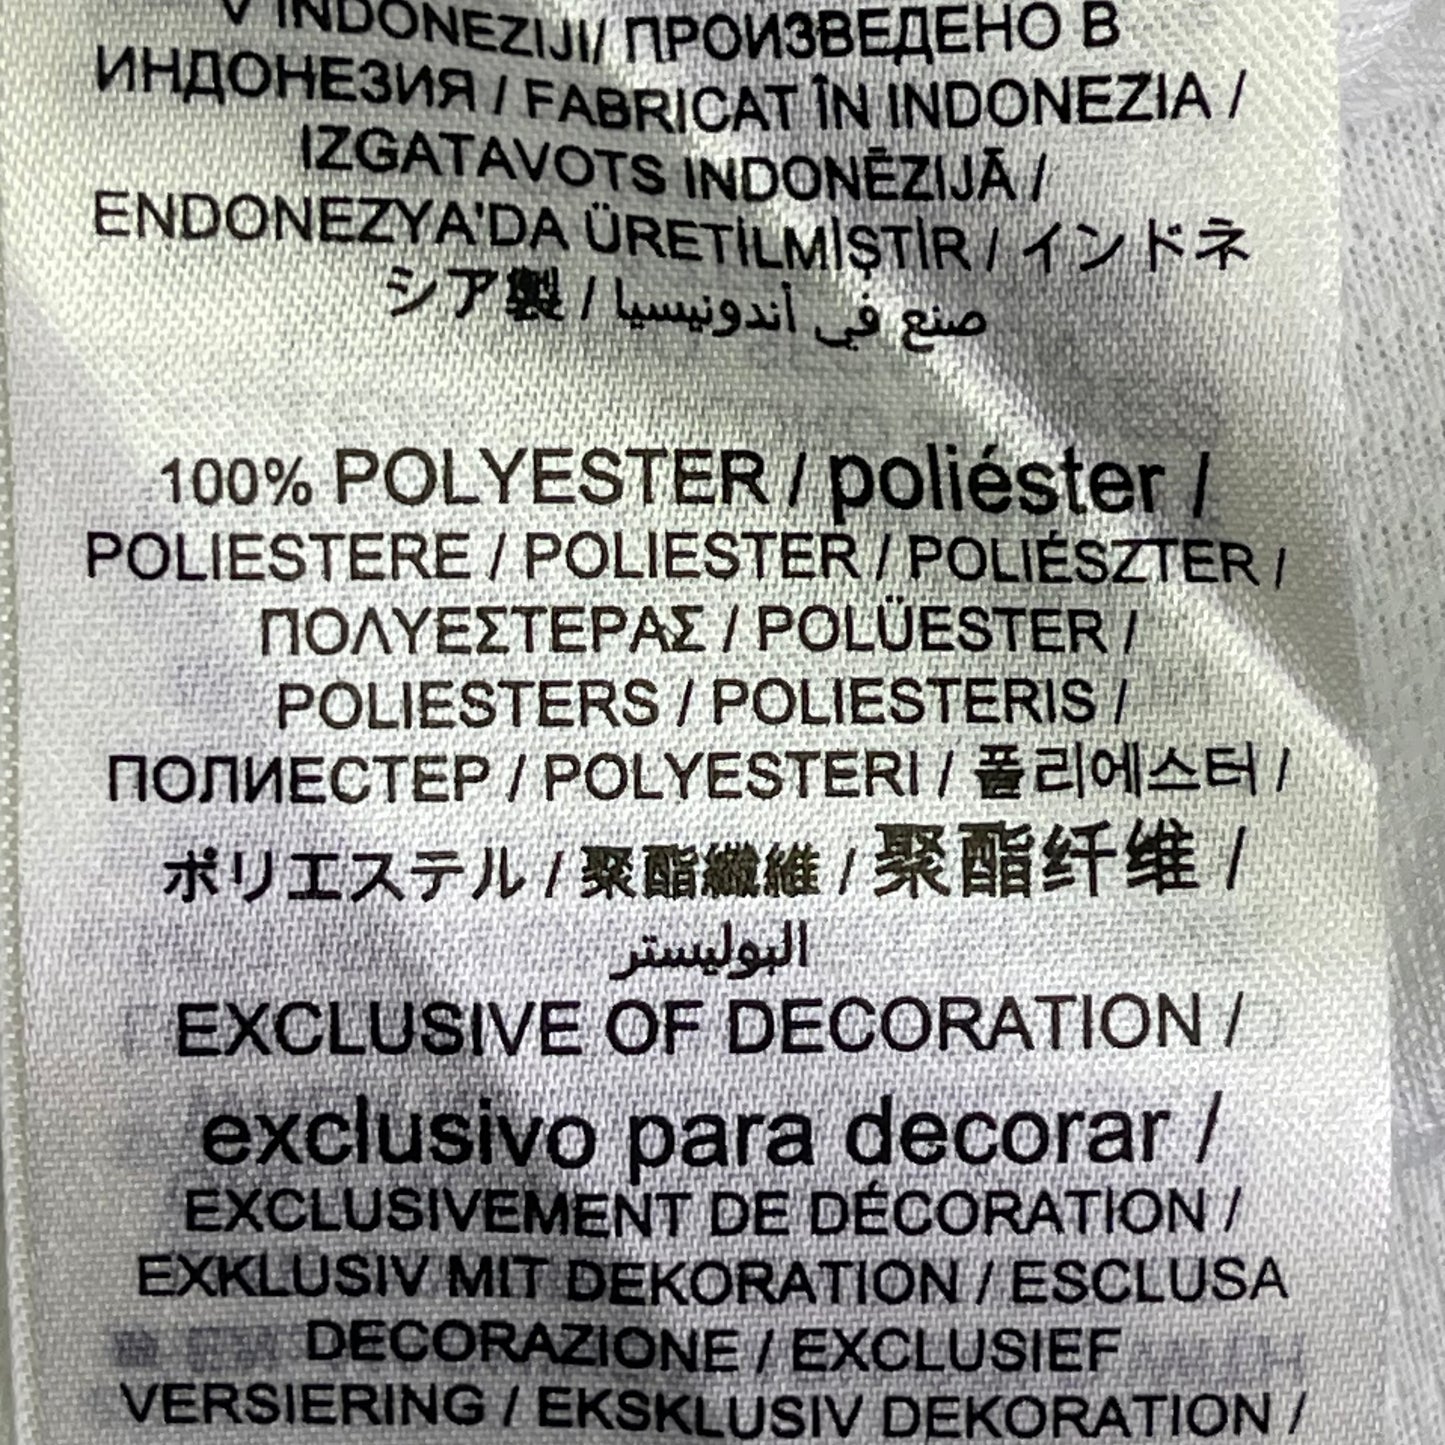 V INDONEZIJI/ ПРОИЗВЕДЕНО В
ИНДОНЕЗИЯ / FABRICAT ÎN INDONEZIA /
IZGATAVOTS INDONĒZIJĀ /
ENDONEZYA'DA ÜRETİLMİŞTİR / インドネ
シア製 / صنع في أندونيسيا
100% POLYESTER / poliéster /
POLIESTERE / POLIESTER / POLIÉSZTER /
ΠΟΛΥΕΣΤΕΡΑΣ / POLÜESTER /
POLIESTERS / POLIESTERIS /
ПОЛИЕСТЕР / POLYESTERI / 폴리에스터 /
ポリエステル / 聚酯纖維 / 聚酯纤维 /
البوليستر
EXCLUSIVE OF DECORATION /
exclusivo para decorar /
EXCLUSIVEMENT DE DÉCORATION /
EXKLUSIV MIT DEKORATION / ESCLUSA
DECORAZIONE / EXCLUSIEF
VERSIERING / EKSKLUSIV DEKORATION /